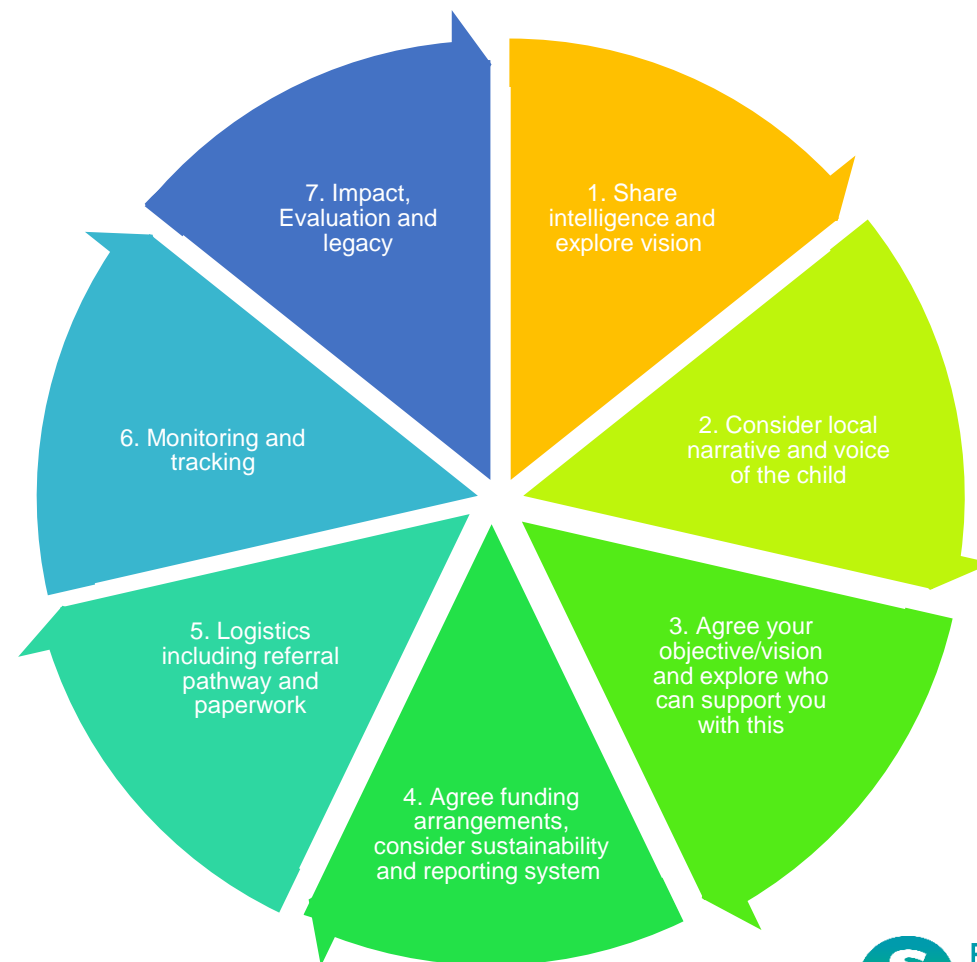 1. Share
intelligence and
explore vision
2. Consider local
narrative and voice
of the child
3. Agree your
objective/vision
and explore who
can support you
with this
4. Agree funding
arrangements,
consider sustainability
and reporting system
5. Logistics
including referral
pathway and
paperwork
6. Monitoring and
tracking
7. Impact,
Evaluation and
legacy